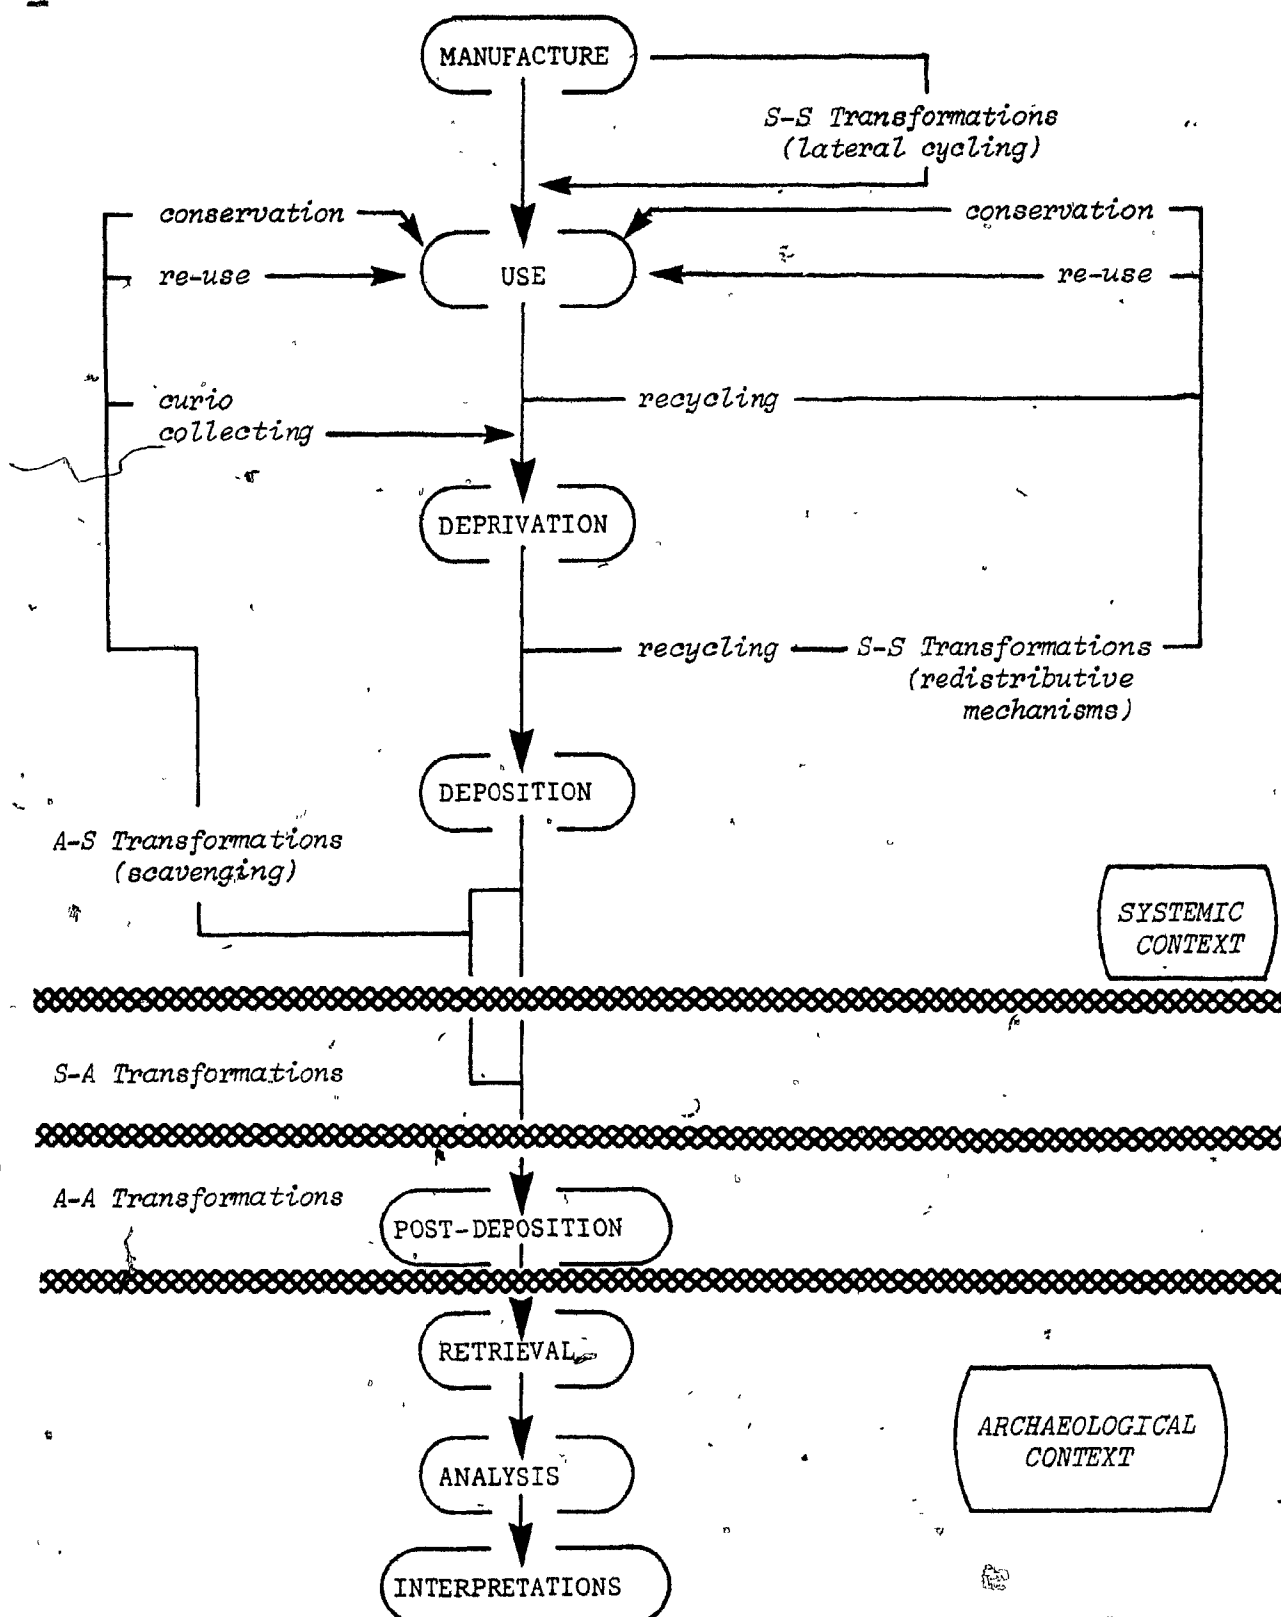 MANUFACTURE
S-S Transformations
(lateral cycling)
conservation
conservation
re-use
USE
re-use
curio
collecting
recycling
DEPRIVATION
recycling
S-S Transformations
(redistributive
mechanisms)
DEPOSITION
A-S Transformations
(scavenging)
SYSTEMIC
CONTEXT
S-A Transformations
A-A Transformations
POST-DEPOSITION
RETRIEVAL
ARCHAEOLOGICAL
CONTEXT
ANALYSIS
INTERPRETATIONS